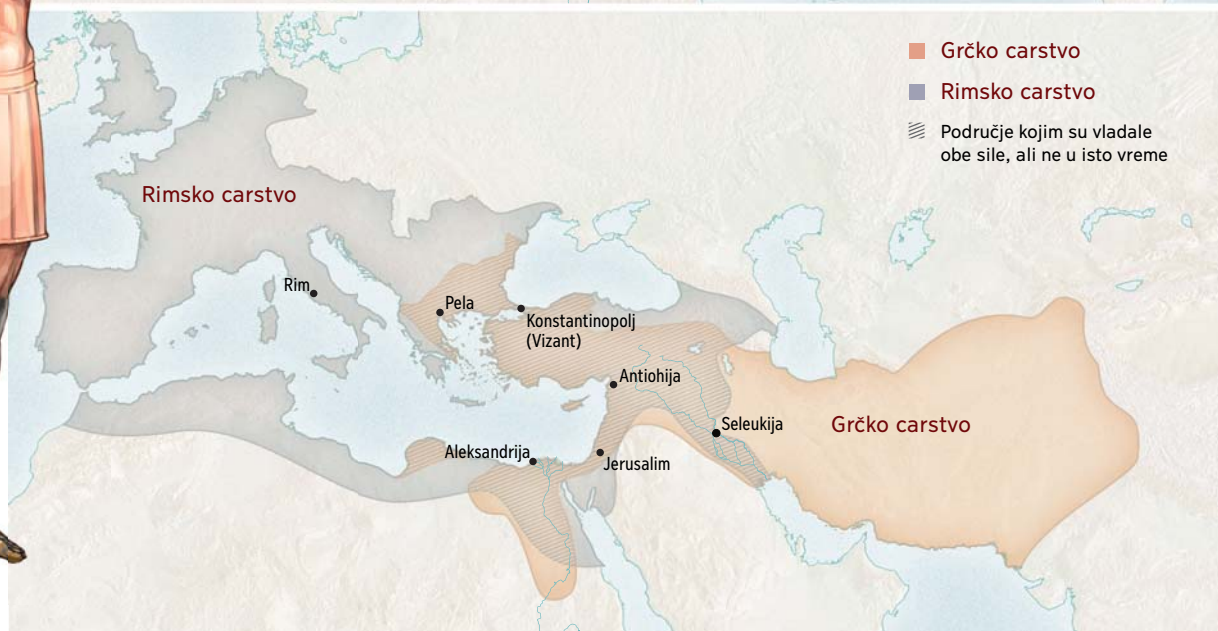 Grčko carstvo
Rimsko carstvo
Područje kojim su vladale
obe sile, ali ne u isto vreme
Rimsko carstvo
Rim
Pela
Konstantinopolj
(Vizant)
Antiohija
Seleukija
Grčko carstvo
Aleksandrija
Jerusalim